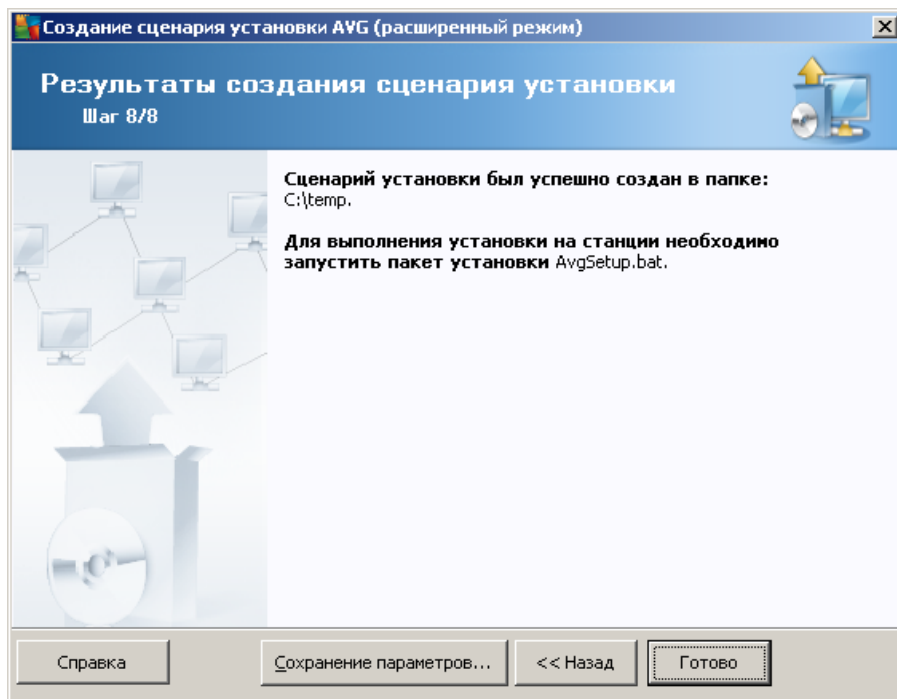 Создание сценария установки AVG (расширенный режим)
Результаты создания сценария установки
Шаг 8/8
Сценарий установки был успешно создан в папке:
C:\temp.
Для выполнения установки на станции необходимо
запустить пакет установки AvgSetup.bat.
Справка
Сохранение параметров...
<< Назад
Готово